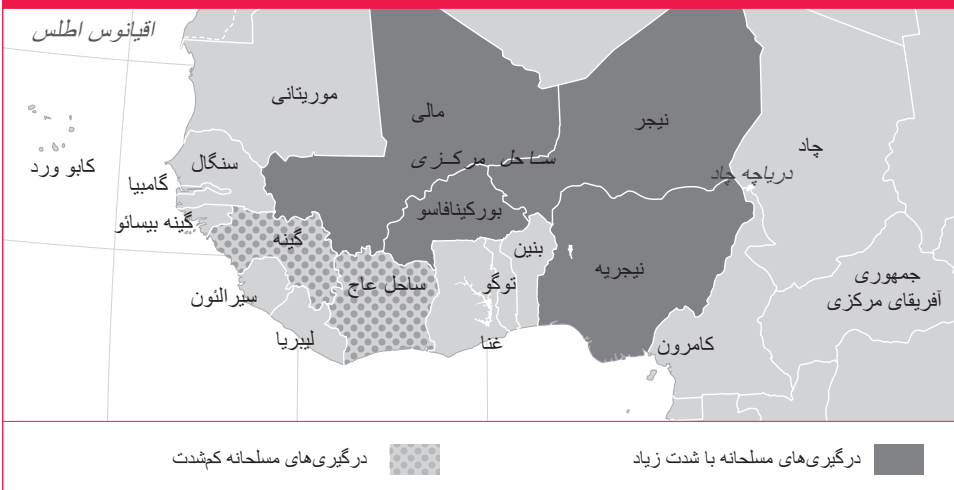 اقیانوس اطلس
موریتانی
مالی
نیجر
چاد
ساحل مرکزی
دریاچه چاد
کابو ورد
سنگال
گامبیا
گینه بیسائو
گینه
بورکینافاسو
بنین
نیجریه
توگو
ساحل عاج
سیرالئون
لیبریا
غنا
کامرون
جمهوری
آفریقای مرکزی
درگیری‌های مسلحانه با شدت زیاد
درگیری‌های مسلحانه کم‌شدت